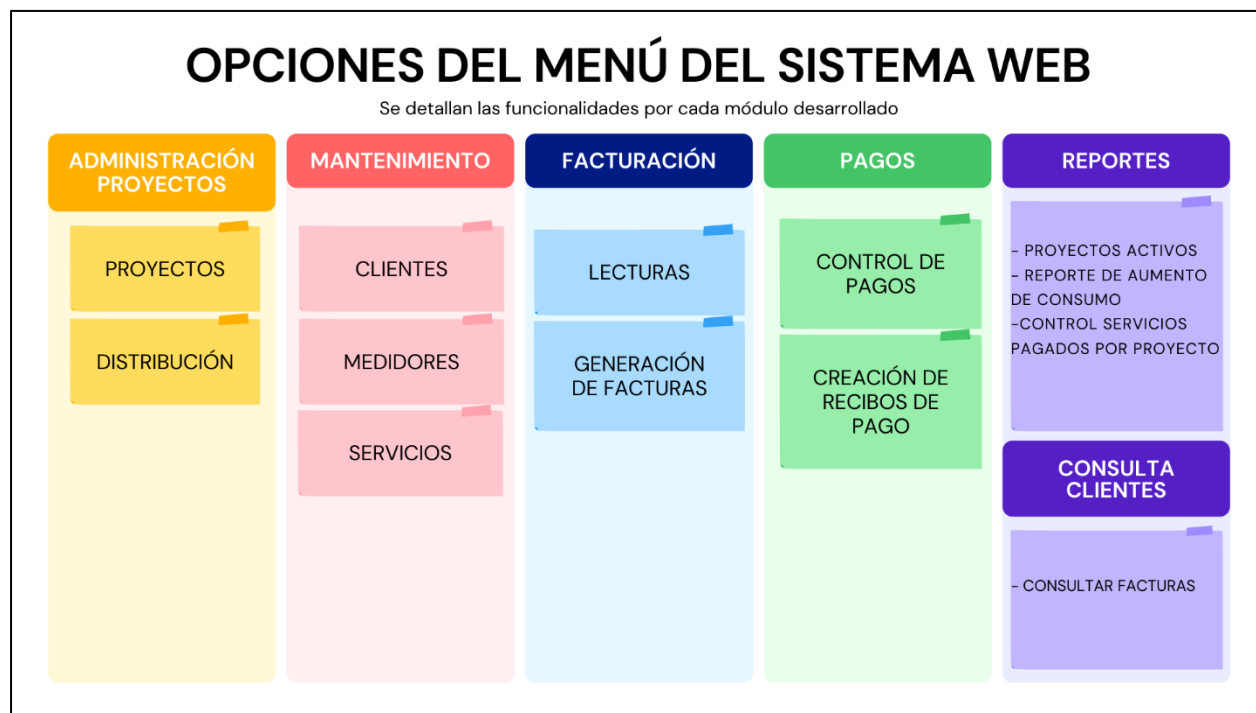 OPCIONES DEL MENÚ DEL SISTEMA WEB
Se detallan las funcionalidades por cada módulo desarrollado
ADMINISTRACIÓN
PROYECTOS
PROYECTOS
DISTRIBUCIÓN
MANTENIMIENTO
CLIENTES
MEDIDORES
SERVICIOS
FACTURACIÓN
LECTURAS
GENERACIÓN
DE FACTURAS
PAGOS
CONTROL DE
PAGOS
CREACIÓN DE
RECIBOS DE
PAGO
REPORTES
- PROYECTOS ACTIVOS
- REPORTE DE AUMENTO
DE CONSUMO
-CONTROL SERVICIOS
PAGADOS POR PROYECTO
CONSULTA
CLIENTES
- CONSULTAR FACTURAS